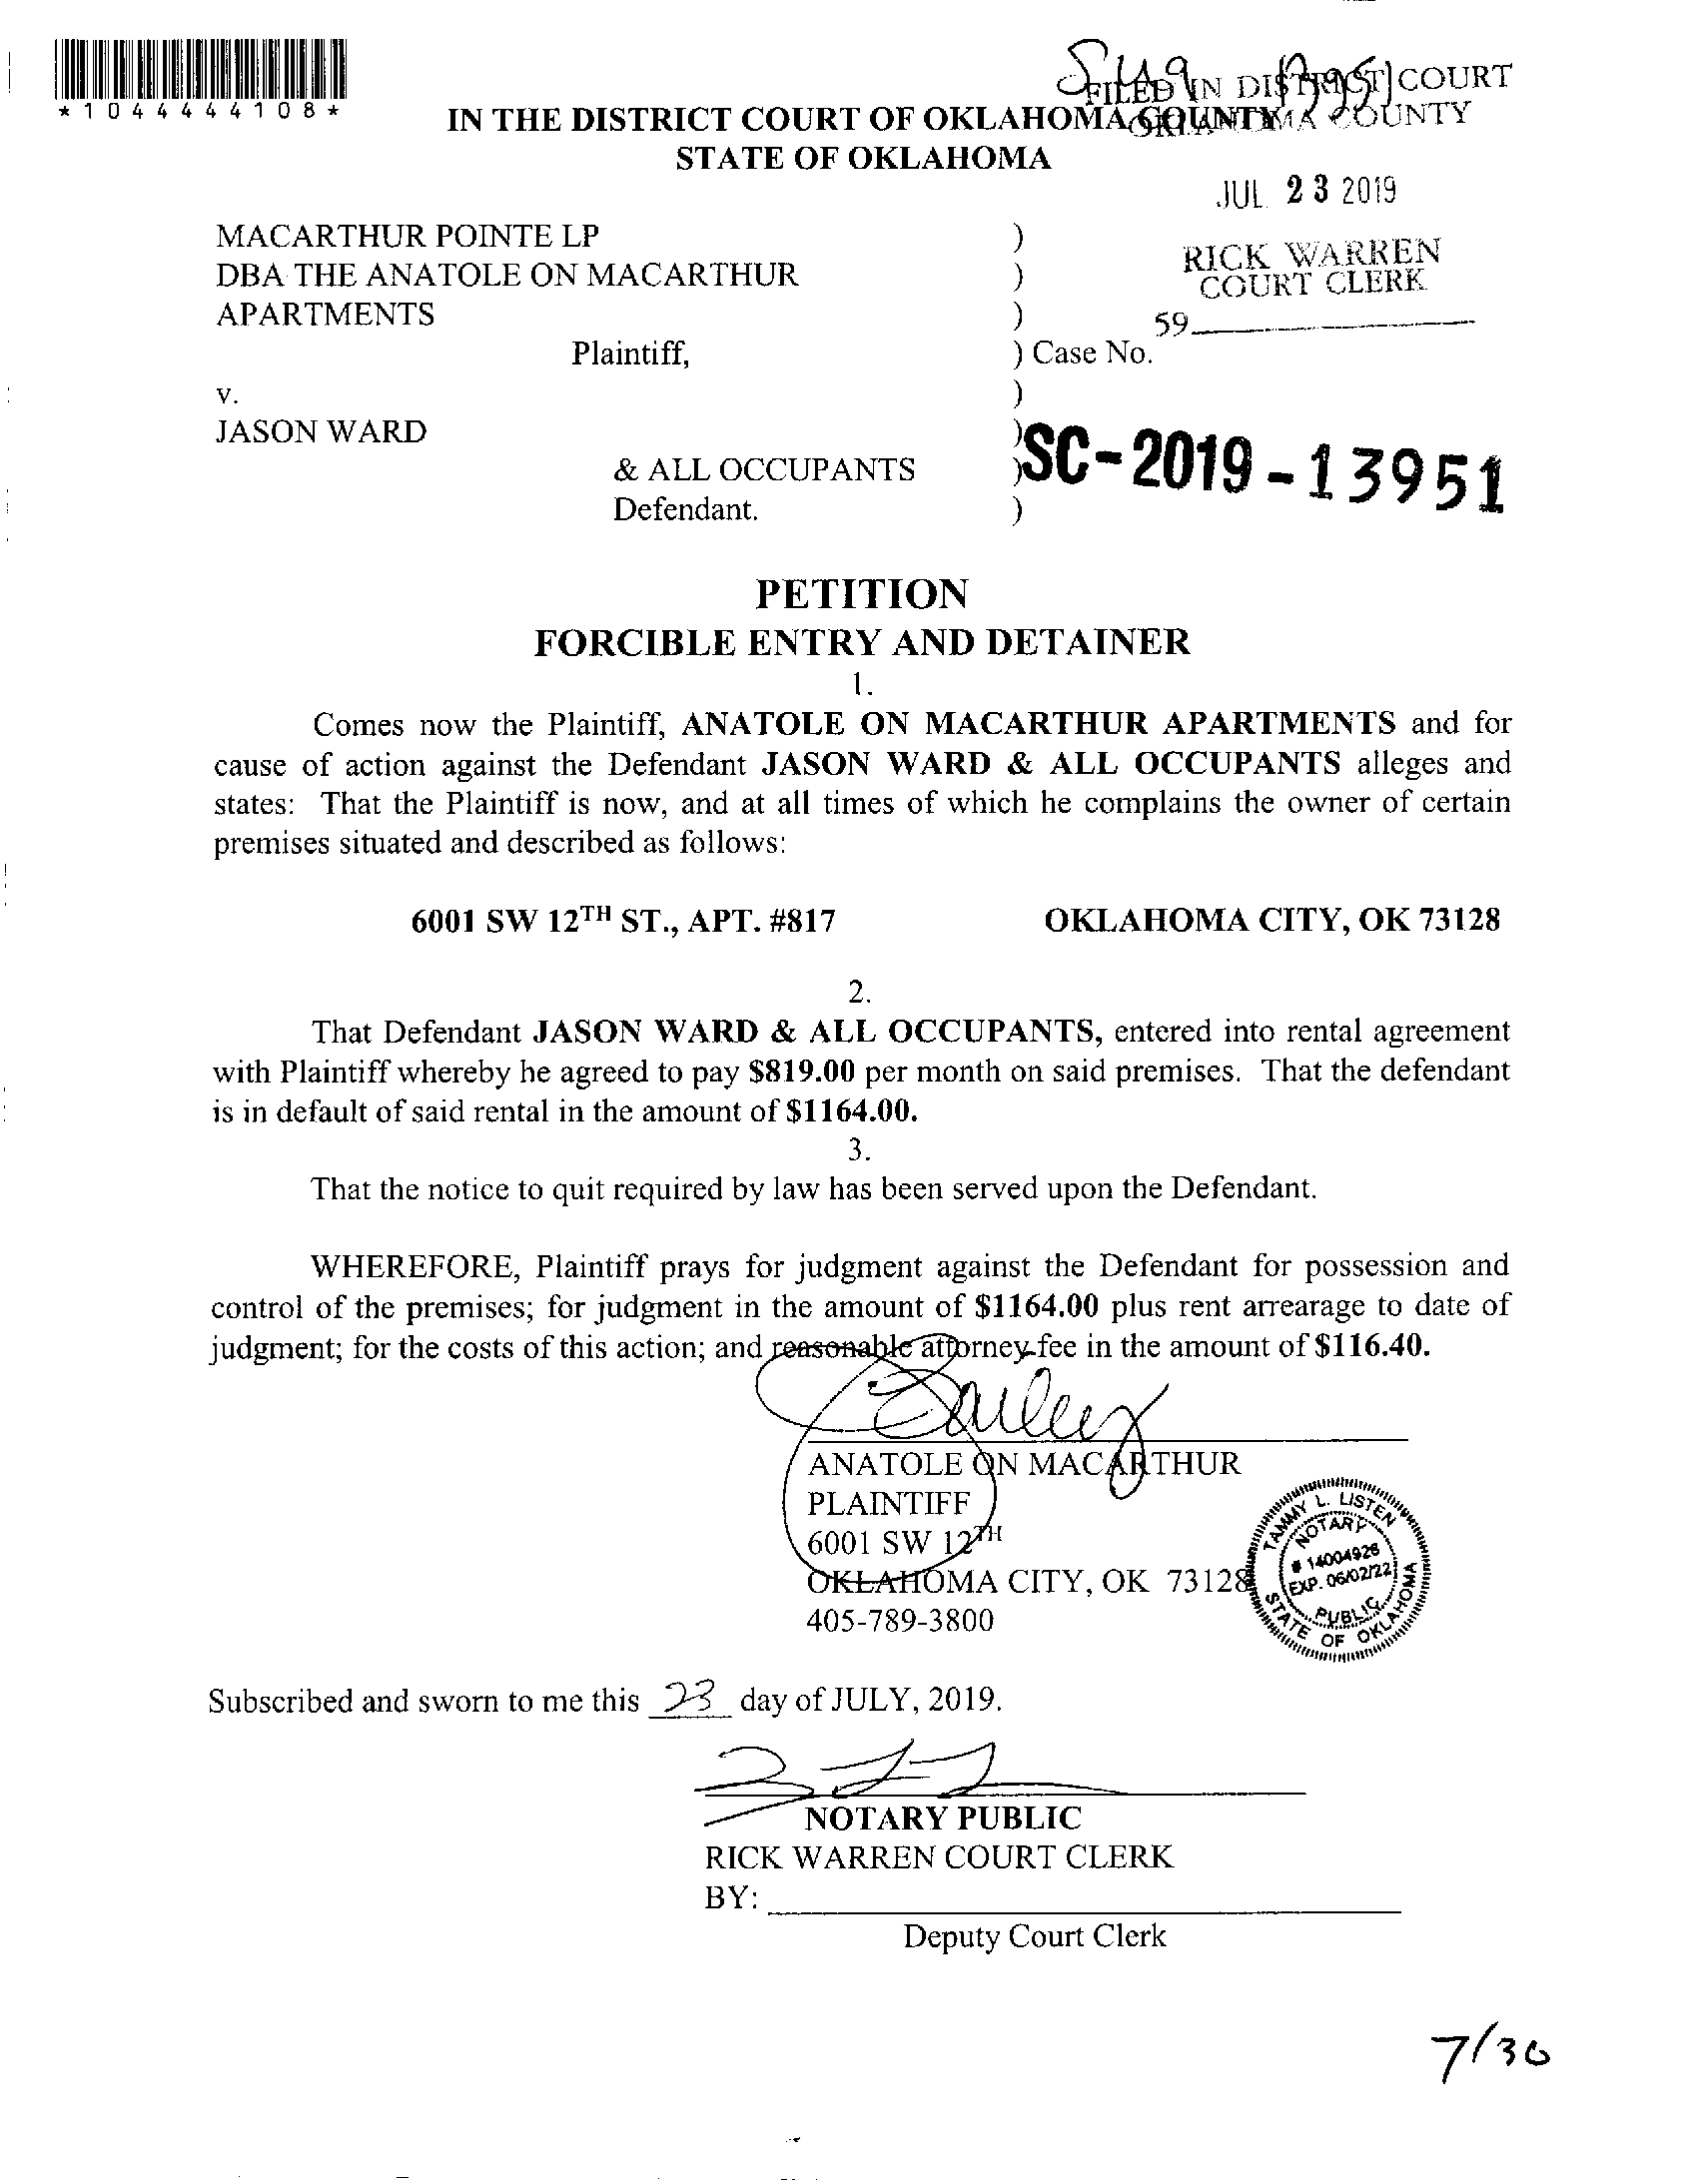 *1044444108*
FILED IN DISTRICT COURT
OKLAHOMA COUNTY
IN THE DISTRICT COURT OF OKLAHOMA COUNTY
STATE OF OKLAHOMA
JUL 23 2019
RICK WARREN
COURT CLERK
59
MACARTHUR POINTE LP )
DBA THE ANATOLE ON MACARTHUR )
APARTMENTS )
Plaintiff, ) Case No.
v. )
JASON WARD )
& ALL OCCUPANTS ) SC-2019-13951
Defendant. )
PETITION
FORCIBLE ENTRY AND DETAINER
1.
Comes now the Plaintiff, ANATOLE ON MACARTHUR APARTMENTS and for
cause of action against the Defendant JASON WARD & ALL OCCUPANTS alleges and
states: That the Plaintiff is now, and at all times of which he complains the owner of certain
premises situated and described as follows:
6001 SW 12TH ST., APT. #817 OKLAHOMA CITY, OK 73128
2.
That Defendant JASON WARD & ALL OCCUPANTS, entered into rental agreement
with Plaintiff whereby he agreed to pay $819.00 per month on said premises. That the defendant
is in default of said rental in the amount of $1164.00.
3.
That the notice to quit required by law has been served upon the Defendant.
WHEREFORE, Plaintiff prays for judgment against the Defendant for possession and
control of the premises; for judgment in the amount of $1164.00 plus rent arrearage to date of
judgment; for the costs of this action; and reasonable attorney fee in the amount of $116.40.
ANATOLE ON MACARTHUR
PLAINTIFF
6001 SW 12TH
OKLAHOMA CITY, OK 73128
405-789-3800
TAMMY L. LISTEN
NOTARY
# 14004926
EXP. 06/02/22
PUBLIC
STATE OF OKLAHOMA
Subscribed and sworn to me this 23 day of JULY, 2019.
NOTARY PUBLIC
RICK WARREN COURT CLERK
BY:
Deputy Court Clerk
7/30